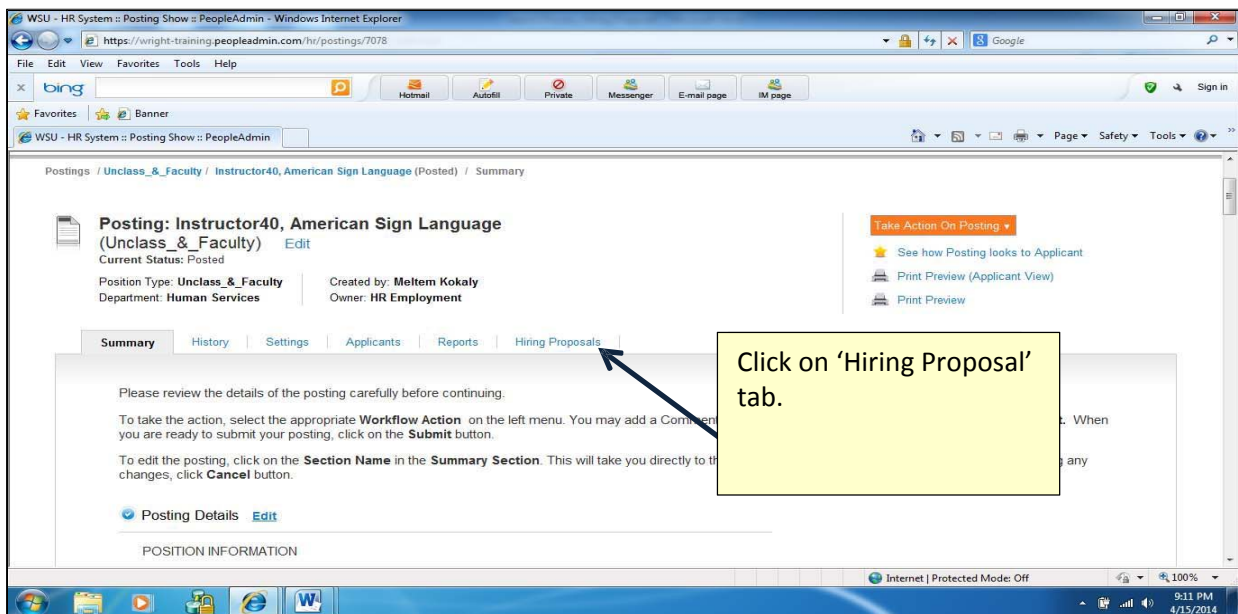 WSU - HR System :: Posting Show :: PeopleAdmin - Windows Internet Explorer
https://wright-training.peopleadmin.com/hr/postings/7078
Google
File Edit View Favorites Tools Help
bing
Hotmail Autofill Private Messenger E-mail page IM page
Sign in
Favorites Banner
WSU - HR System :: Posting Show :: PeopleAdmin
Page Safety Tools
Postings / Unclass_&_Faculty / Instructor40, American Sign Language (Posted) / Summary
Posting: Instructor40, American Sign Language
(Unclass_&_Faculty) Edit
Current Status: Posted
Position Type: Unclass_&_Faculty Created by: Meltem Kokaly
Department: Human Services Owner: HR Employment
Take Action On Posting
See how Posting looks to Applicant
Print Preview (Applicant View)
Print Preview
Summary History Settings Applicants Reports Hiring Proposals
Click on ‘Hiring Proposal’
tab.
Please review the details of the posting carefully before continuing.
To take the action, select the appropriate Workflow Action on the left menu. You may add a Comment t. When
you are ready to submit your posting, click on the Submit button.
To edit the posting, click on the Section Name in the Summary Section. This will take you directly to th g any
changes, click Cancel button.
Posting Details Edit
POSITION INFORMATION
Internet | Protected Mode: Off 100%
9:11 PM
4/15/2014